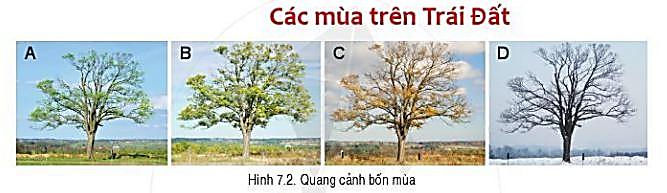 Các mùa trên Trái Đất
A B C D
Hình 7.2. Quang cảnh bốn mùa